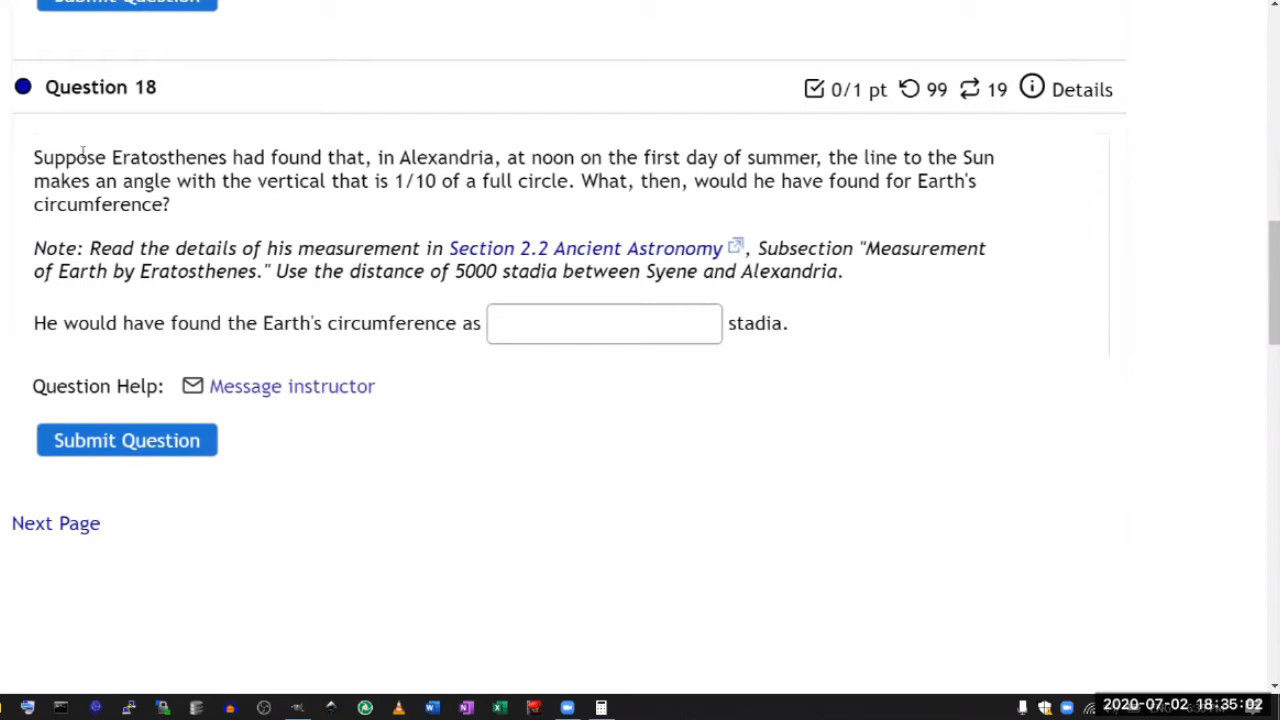 Submit Question
Question 18
0/1 pt 99 19 Details
Suppose Eratosthenes had found that, in Alexandria, at noon on the first day of summer, the line to the Sun
makes an angle with the vertical that is 1/10 of a full circle. What, then, would he have found for Earth's
circumference?
Note: Read the details of his measurement in Section 2.2 Ancient Astronomy, Subsection "Measurement
of Earth by Eratosthenes." Use the distance of 5000 stadia between Syene and Alexandria.
He would have found the Earth's circumference as stadia.
Question Help: Message instructor
Submit Question
Next Page
2020-07-02 18:35:02